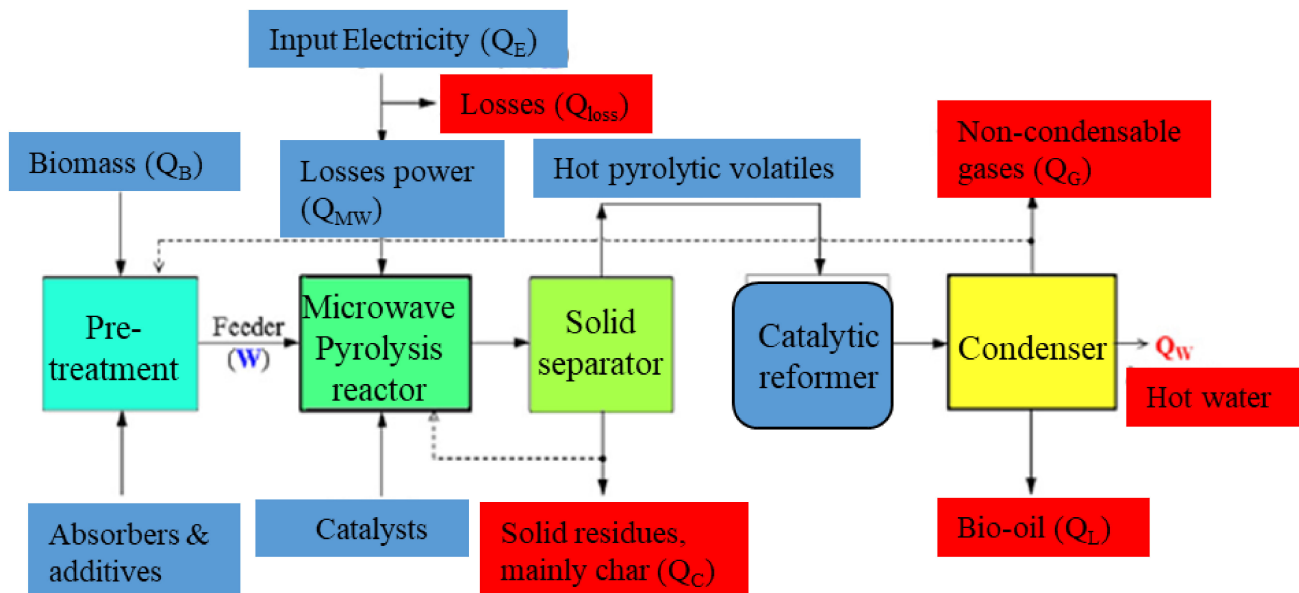 Input Electricity (QE)
Losses (Qloss)
Non-condensable
gases (QG)
Biomass (QB)
Losses power
(QMW)
Hot pyrolytic volatiles
Pre-
treatment
Feeder
(W)
Microwave
Pyrolysis
reactor
Solid
separator
Catalytic
reformer
Condenser
QW
Hot water
Absorbers &
additives
Catalysts
Solid residues,
mainly char (QC)
Bio-oil (QL)